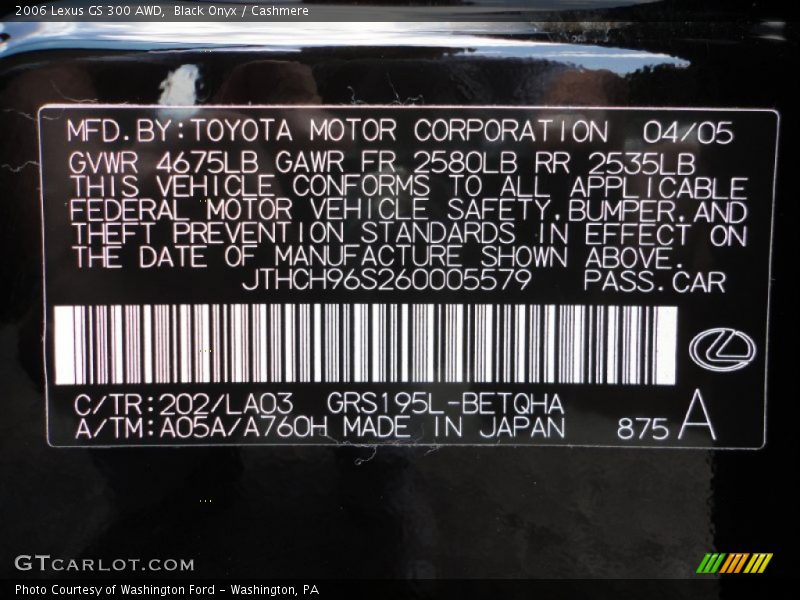 2006 Lexus GS 300 AWD, Black Onyx / Cashmere
MFD.BY:TOYOTA MOTOR CORPORATION 04/05
GVWR 4675LB GAWR FR 2580LB RR 2535LB
THIS VEHICLE CONFORMS TO ALL APPLICABLE
FEDERAL MOTOR VEHICLE SAFETY,BUMPER,AND
THEFT PREVENTION STANDARDS IN EFFECT ON
THE DATE OF MANUFACTURE SHOWN ABOVE.
JTHCH96S260005579 PASS.CAR
C/TR:202/LA03 GRS195L-BETQHA
A/TM:A05A/A760H MADE IN JAPAN 875 A
GTCARLOT.COM
Photo Courtesy of Washington Ford - Washington, PA